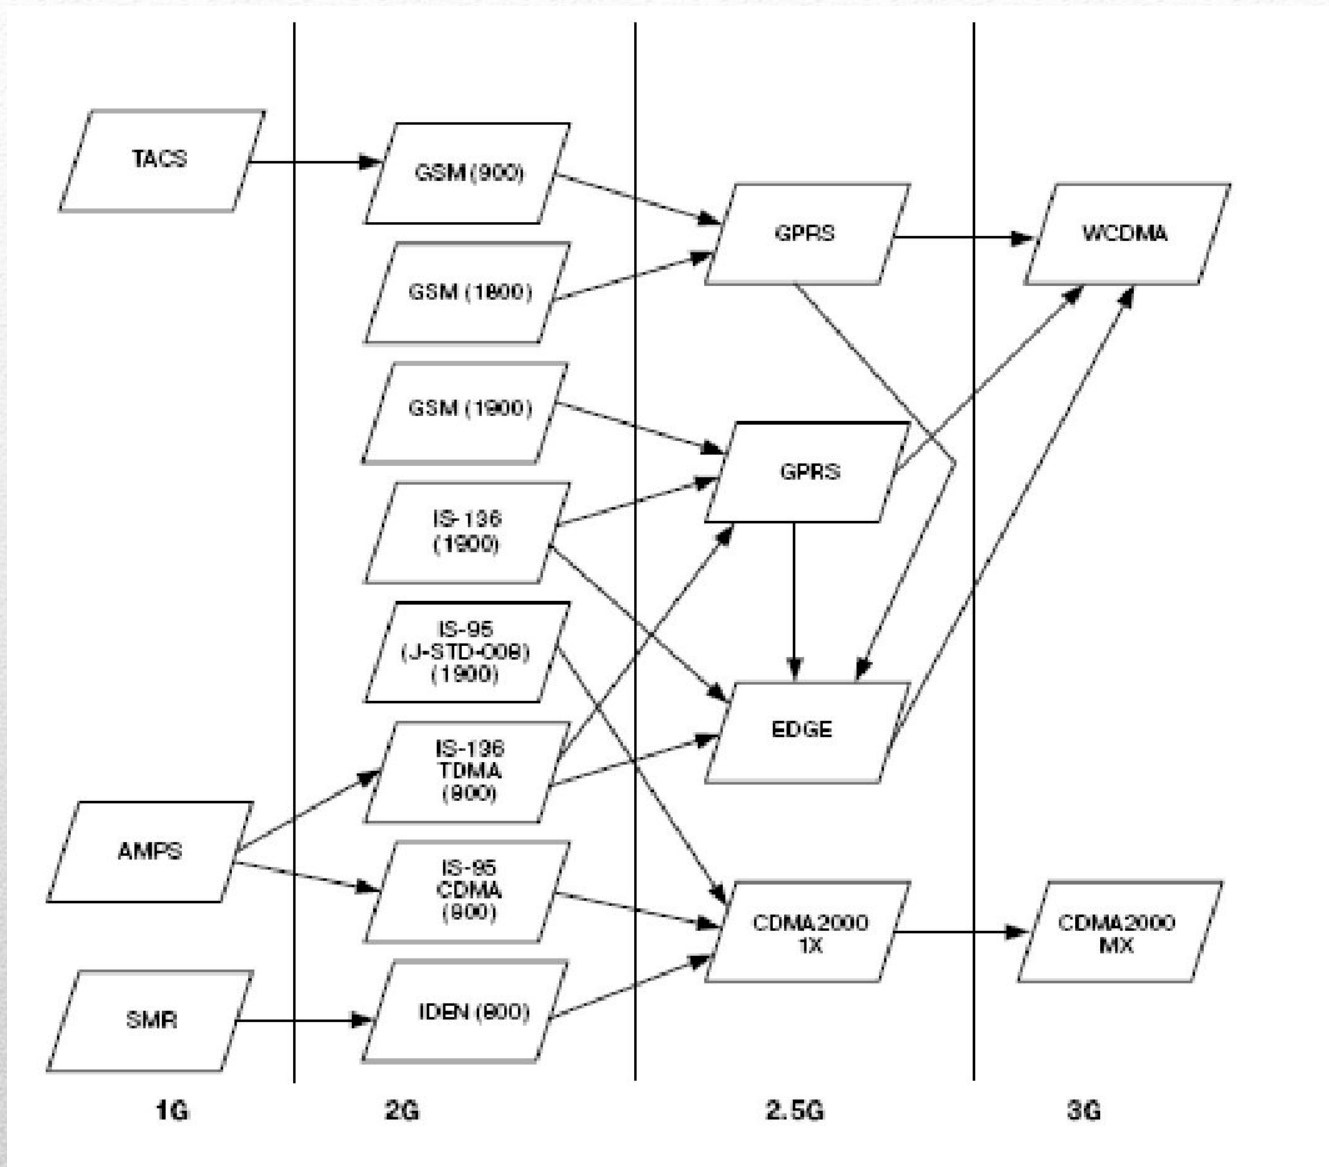 TACS
GSM (900)
GSM (1800)
GSM (1900)
IS-136
(1900)
IS-95
(J-STD-008)
(1900)
IS-136
TDMA
(800)
IS-95
CDMA
(800)
IDEN (800)
AMPS
SMR
GPRS
GPRS
EDGE
CDMA2000
1X
WCDMA
CDMA2000
MX
1G
2G
2.5G
3G